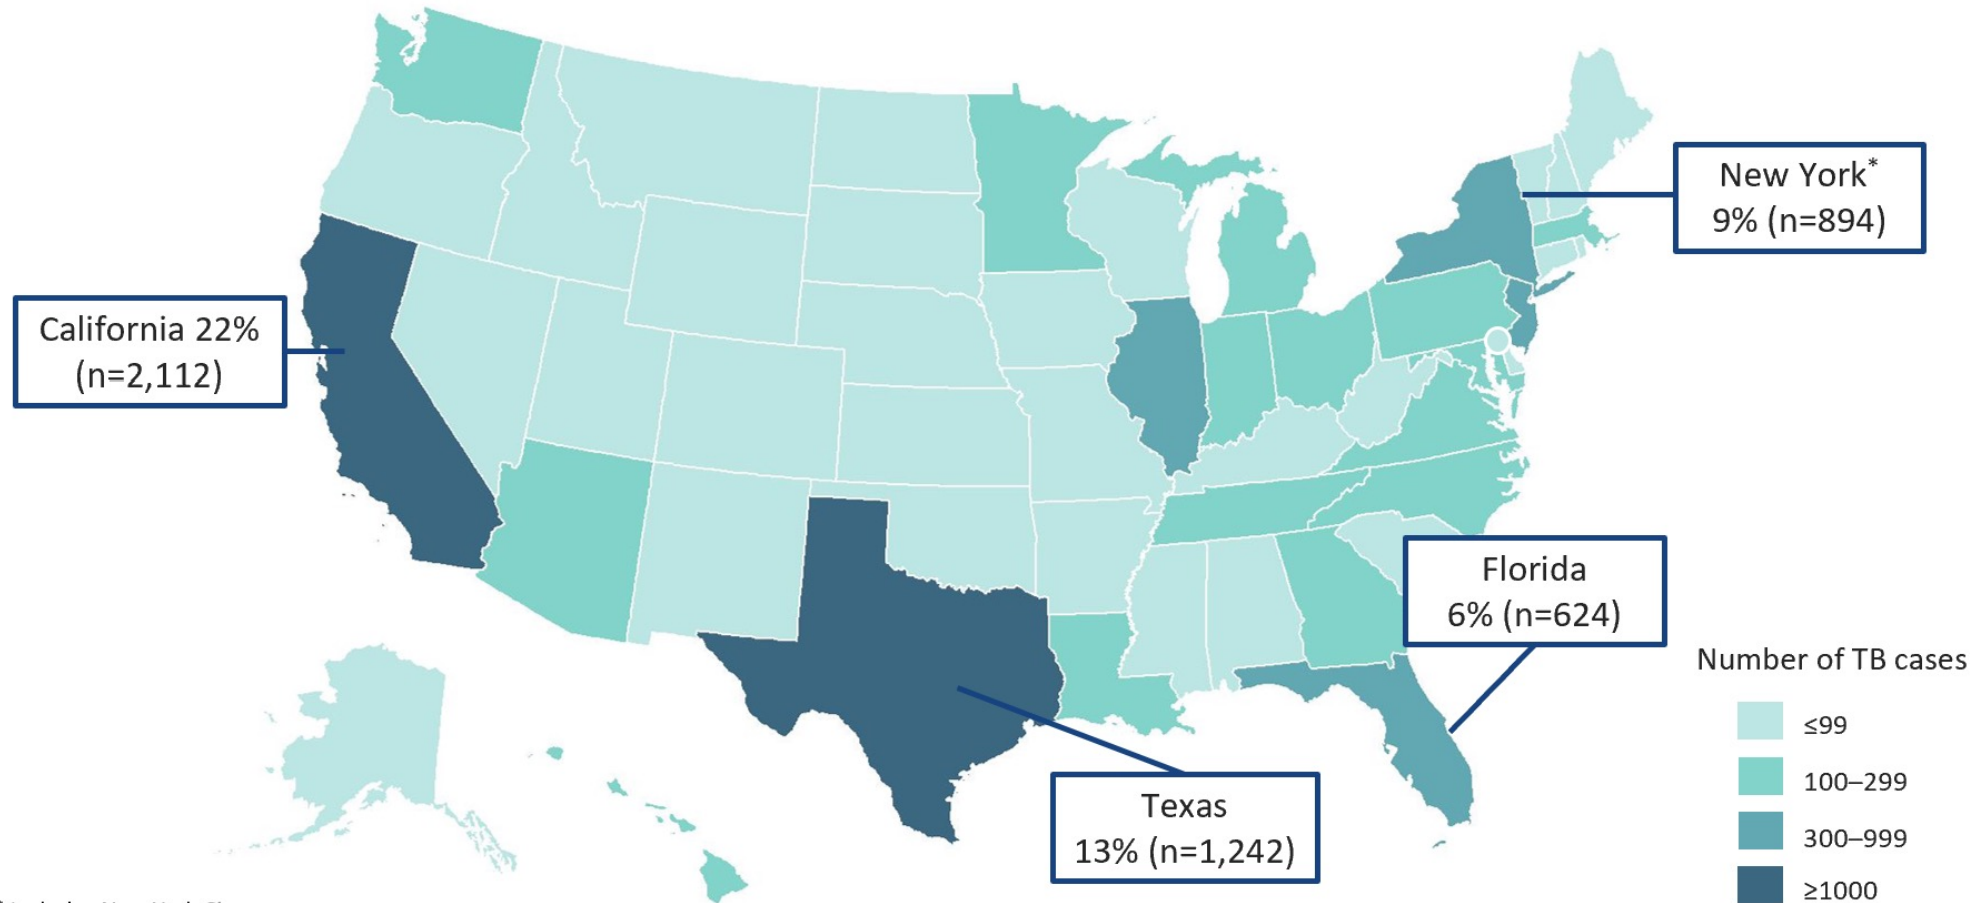 New York*
9% (n=894)
California 22%
(n=2,112)
Florida
6% (n=624)
Texas
13% (n=1,242)
Number of TB cases
≤99
100–299
300–999
≥1000